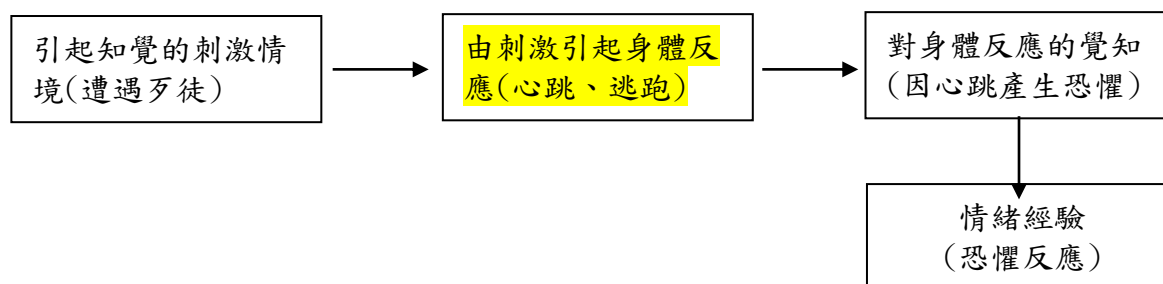 引起知覺的刺激情
境(遭遇歹徒)
由刺激引起身體反
應(心跳、逃跑)
對身體反應的覺知
(因心跳產生恐懼)
情緒經驗
(恐懼反應)